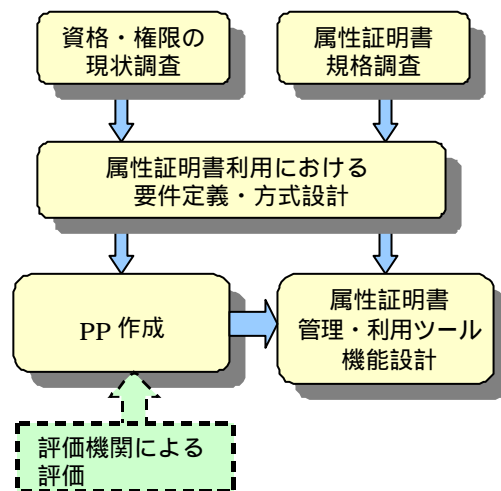 資格・権限の
現状調査
属性証明書
規格調査
属性証明書利用における
要件定義・方式設計
PP 作成
属性証明書
管理・利用ツール
機能設計
評価機関による
評価